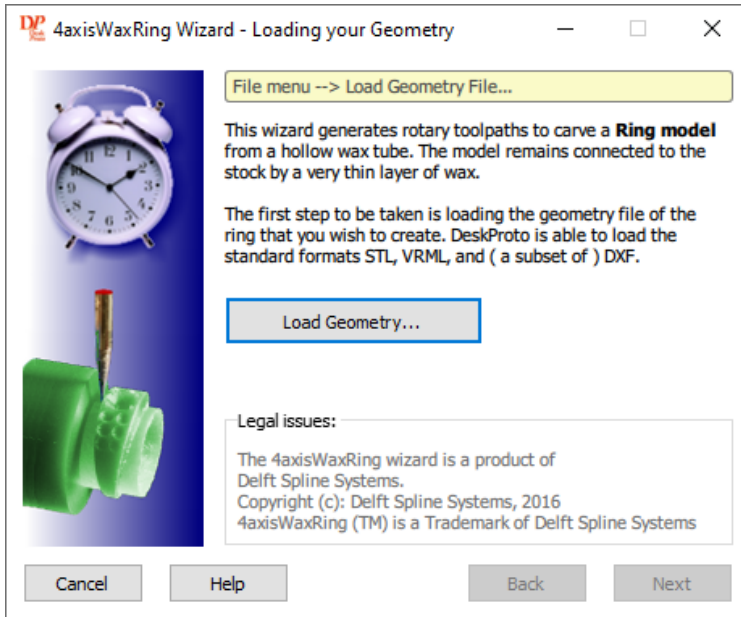 DP
4axisWaxRing Wizard - Loading your Geometry
File menu --> Load Geometry File...
This wizard generates rotary toolpaths to carve a Ring model
from a hollow wax tube. The model remains connected to the
stock by a very thin layer of wax.
The first step to be taken is loading the geometry file of the
ring that you wish to create. DeskProto is able to load the
standard formats STL, VRML, and ( a subset of ) DXF.
Load Geometry...
Legal issues:
The 4axisWaxRing wizard is a product of
Delft Spline Systems.
Copyright (c): Delft Spline Systems, 2016
4axisWaxRing (TM) is a Trademark of Delft Spline Systems
Cancel Help Back Next